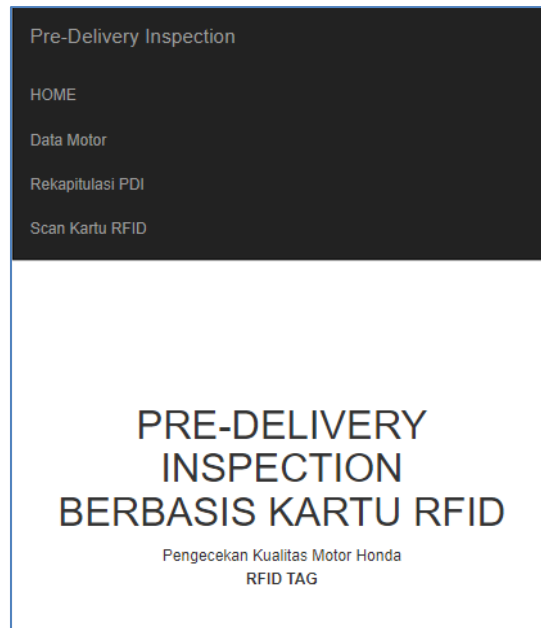 Pre-Delivery Inspection
HOME
Data Motor
Rekapitulasi PDI
Scan Kartu RFID
PRE-DELIVERY
INSPECTION
BERBASIS KARTU RFID
Pengecekan Kualitas Motor Honda
RFID TAG